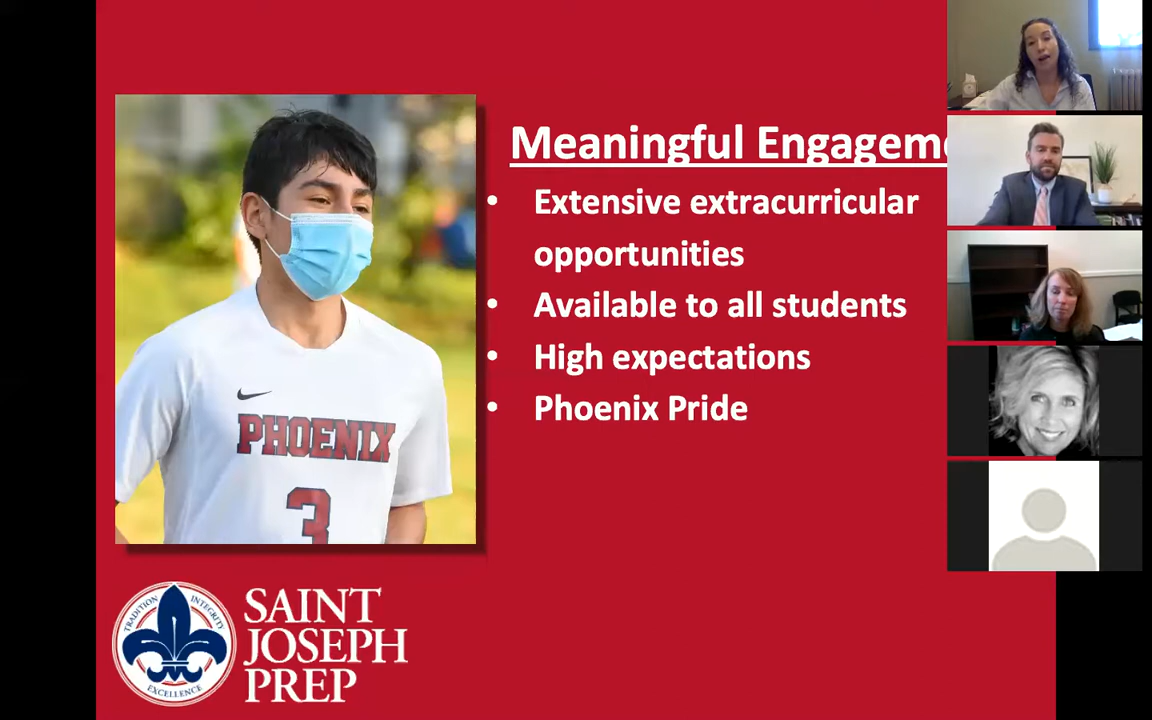 Meaningful Engagem
• Extensive extracurricular
opportunities
• Available to all students
• High expectations
• Phoenix Pride
PHOENIX
3
TRADITION
INTEGRITY
EXCELLENCE
SAINT
JOSEPH
PREP